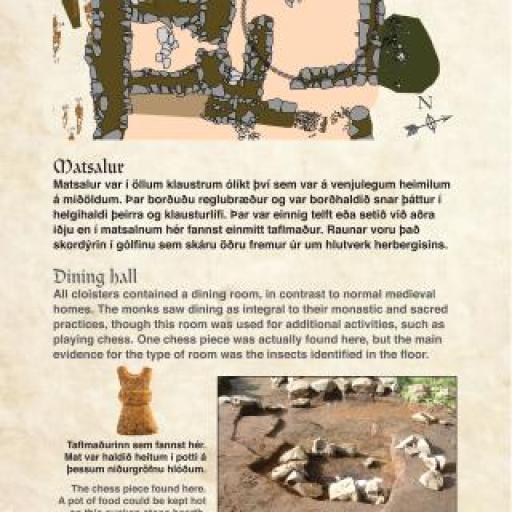 N
Matsalur
Matsalur var í öllum klaustrum ólíkt því sem var á venjulegum heimilum
á miðöldum. Þar borðuðu reglubræður og var borðhaldið snar þáttur í
helgihaldi þeirra og klausturlífi. Þar var einnig teflt eða setið við aðra
iðju en í matsalnum hér fannst einmitt taflmaður. Raunar voru það
skordýrin í gólfinu sem skáru öðru fremur úr um hlutverk herbergisins.
Dining hall
All cloisters contained a dining room, in contrast to normal medieval
homes. The monks saw dining as integral to their monastic and sacred
practices, though this room was used for additional activities, such as
playing chess. One chess piece was actually found here, but the main
evidence for the type of room was the insects identified in the floor.
Taflmaðurinn sem fannst hér.
Mat var haldið heitum í potti á
þessum niðurgröfnu hlóðum.
The chess piece found here.
A pot of food could be kept hot
on this sunken stone hearth.